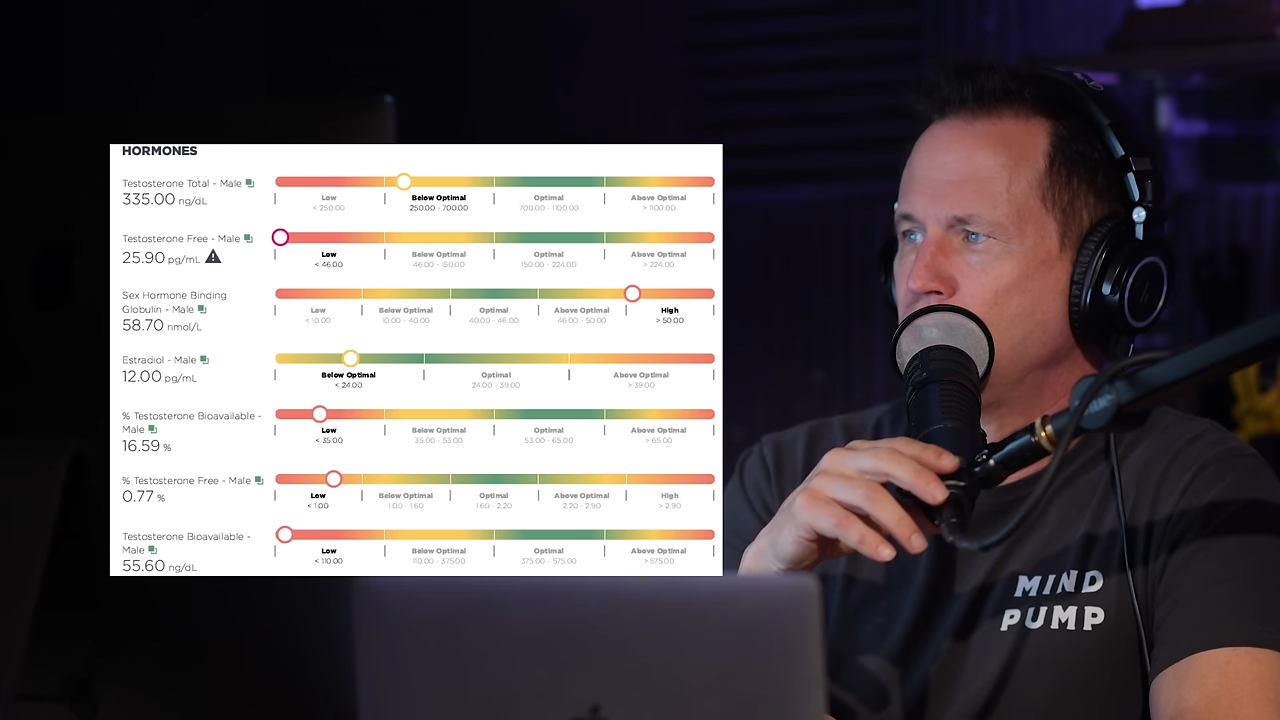 HORMONES
Testosterone Total - Male
335.00 ng/dL
Low
< 250.00
Below Optimal
250.00 - 700.00
Optimal
700.00 - 1100.00
Above Optimal
> 1100.00
Testosterone Free - Male
25.90 pg/mL
Low
< 46.00
Below Optimal
46.00 - 150.00
Optimal
150.00 - 224.00
Above Optimal
> 224.00
Sex Hormone Binding
Globulin - Male
58.70 nmol/L
Low
< 10.00
Below Optimal
10.00 - 40.00
Optimal
40.00 - 46.00
Above Optimal
46.00 - 50.00
High
> 50.00
Estradiol - Male
12.00 pg/mL
Below Optimal
< 24.00
Optimal
24.00 - 39.00
Above Optimal
> 39.00
% Testosterone Bioavailable -
Male
16.59 %
Low
< 35.00
Below Optimal
35.00 - 53.00
Optimal
53.00 - 65.00
Above Optimal
> 65.00
% Testosterone Free - Male
0.77 %
Low
< 1.00
Below Optimal
1.00 - 1.60
Optimal
1.60 - 2.20
Above Optimal
2.20 - 2.90
High
> 2.90
Testosterone Bioavailable -
Male
55.60 ng/dL
Low
< 110.00
Below Optimal
110.00 - 375.00
Optimal
375.00 - 575.00
Above Optimal
> 575.00
MIND
PUMP